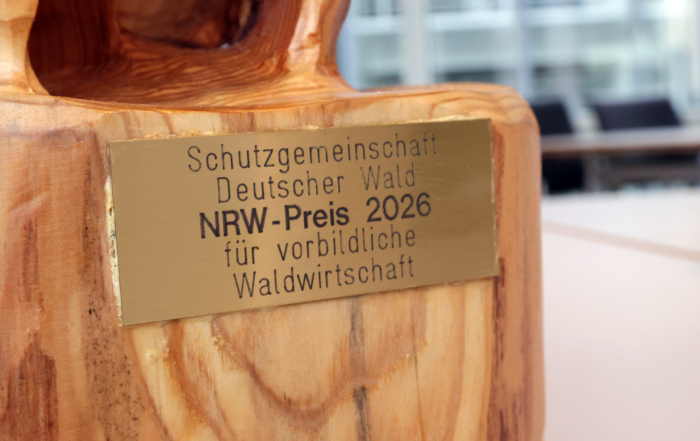 Schutzgemeinschaft
Deutscher Wald
NRW-Preis 2026
für vorbildliche
Waldwirtschaft